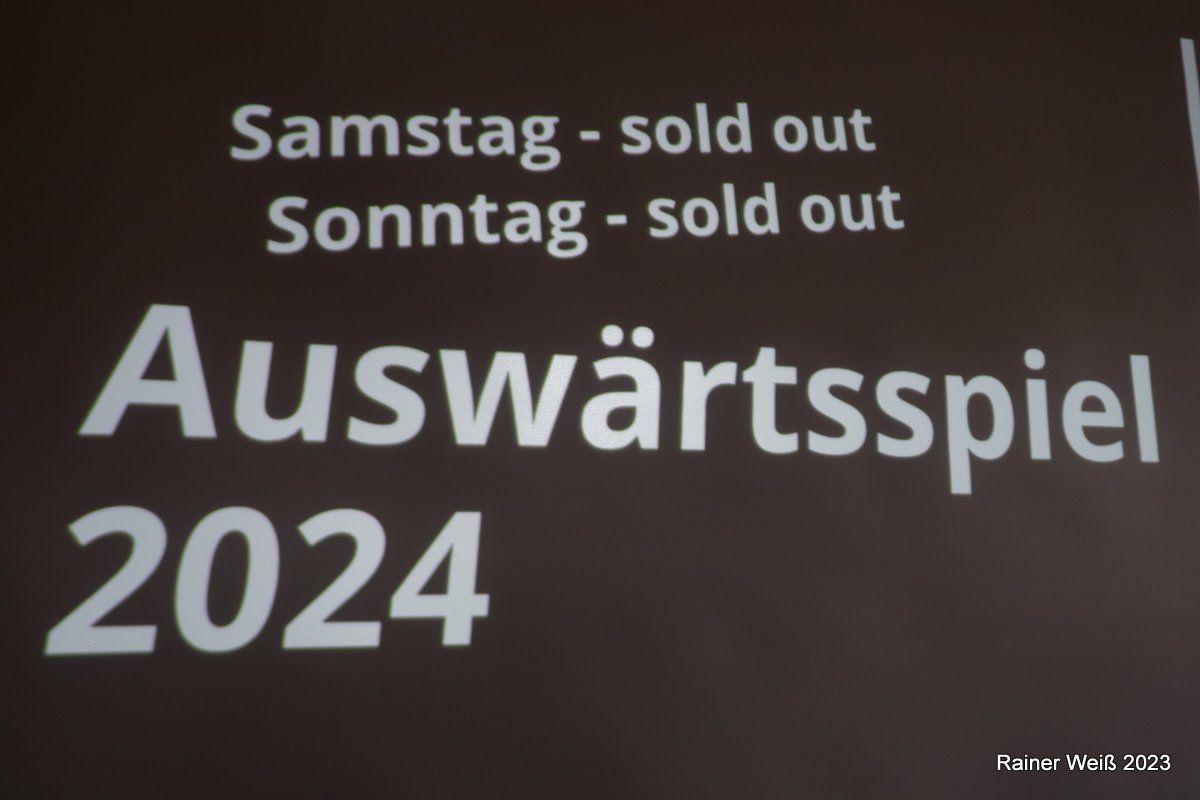 Samstag - sold out
Sonntag - sold out
Auswärtsspiel
2024
Rainer Weiß 2023